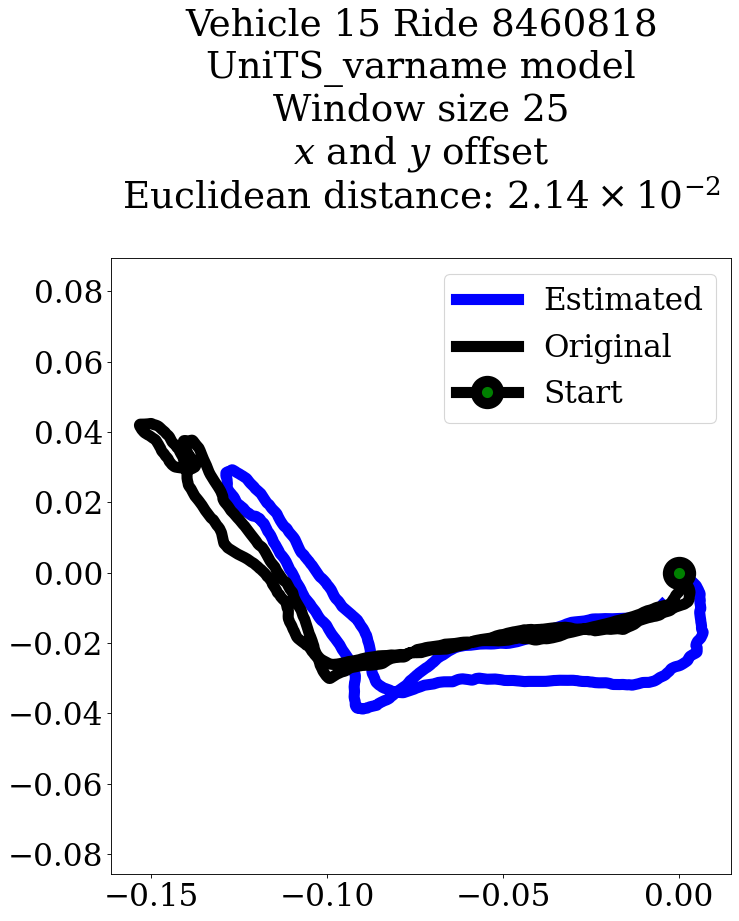 Vehicle 15 Ride 8460818
UniTS_varname model
Window size 25
x and y offset
Euclidean distance: 2.14 × 10⁻²
Estimated
Original
Start
0.08
0.06
0.04
0.02
0.00
−0.02
−0.04
−0.06
−0.08
−0.15 −0.10 −0.05 0.00